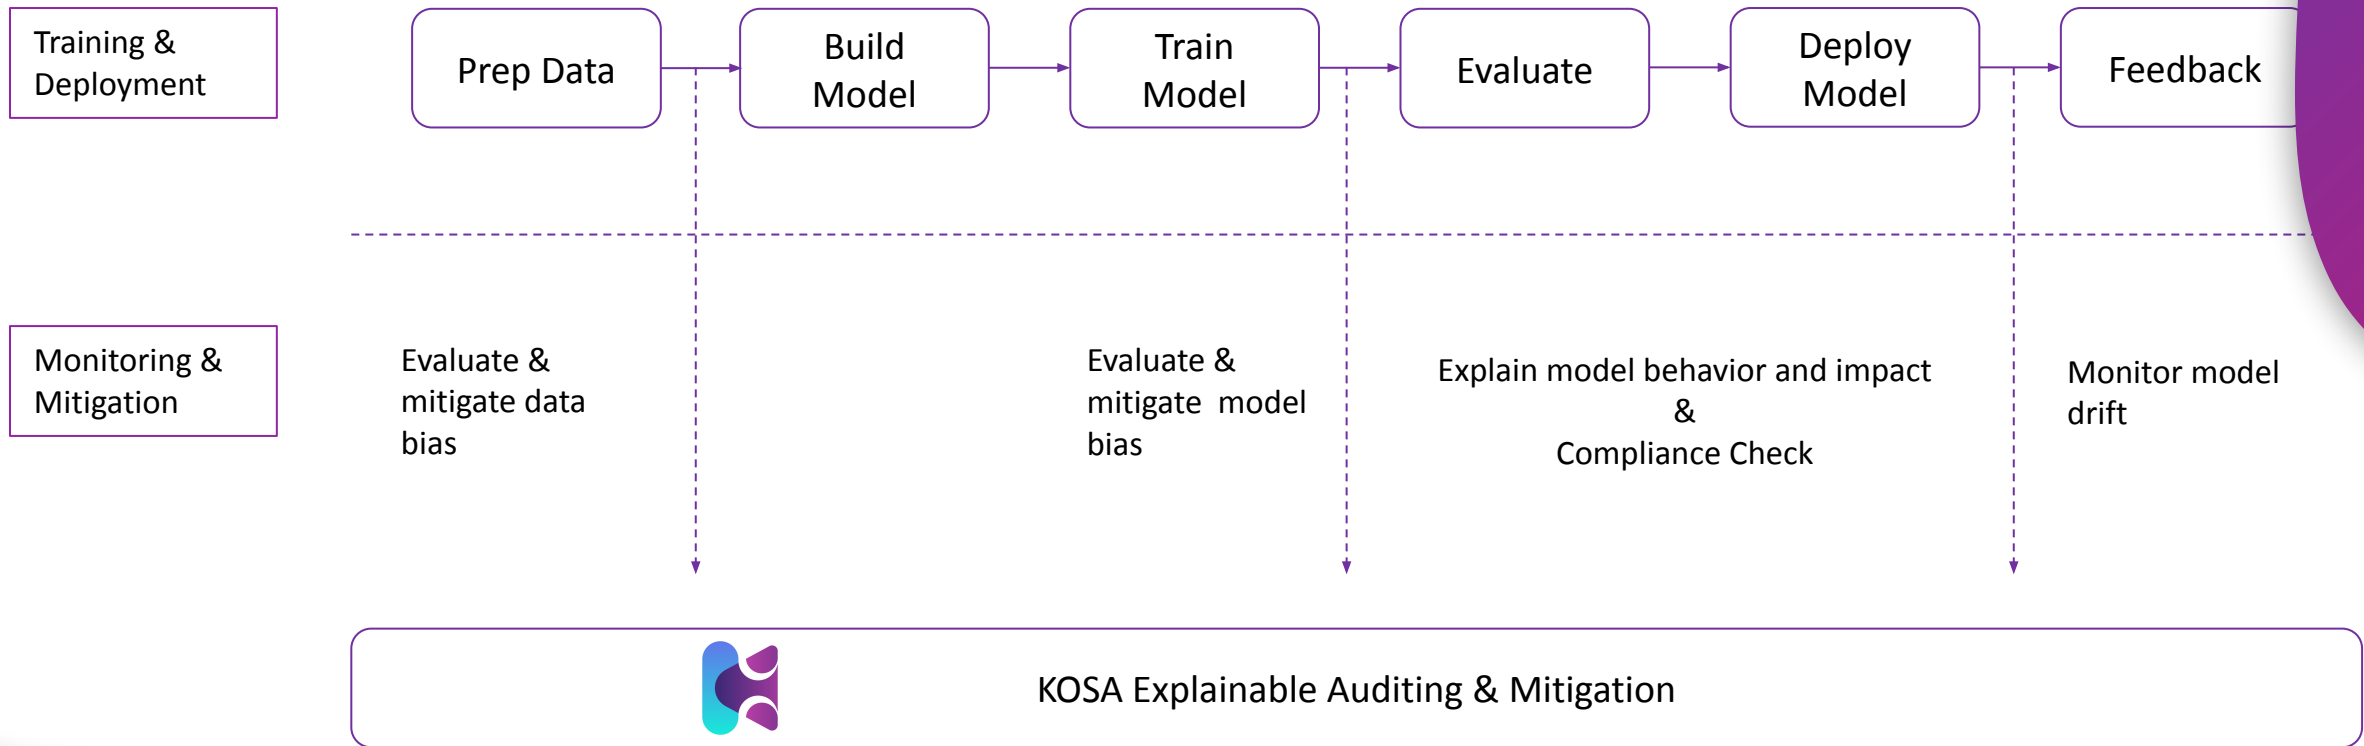 Training &
Deployment
Prep Data
Build
Model
Train
Model
Evaluate
Deploy
Model
Feedback
Monitoring &
Mitigation
Evaluate &
mitigate data
bias
Evaluate &
mitigate  model
bias
Explain model behavior and impact
&
Compliance Check
Monitor model
drift
KOSA Explainable Auditing & Mitigation